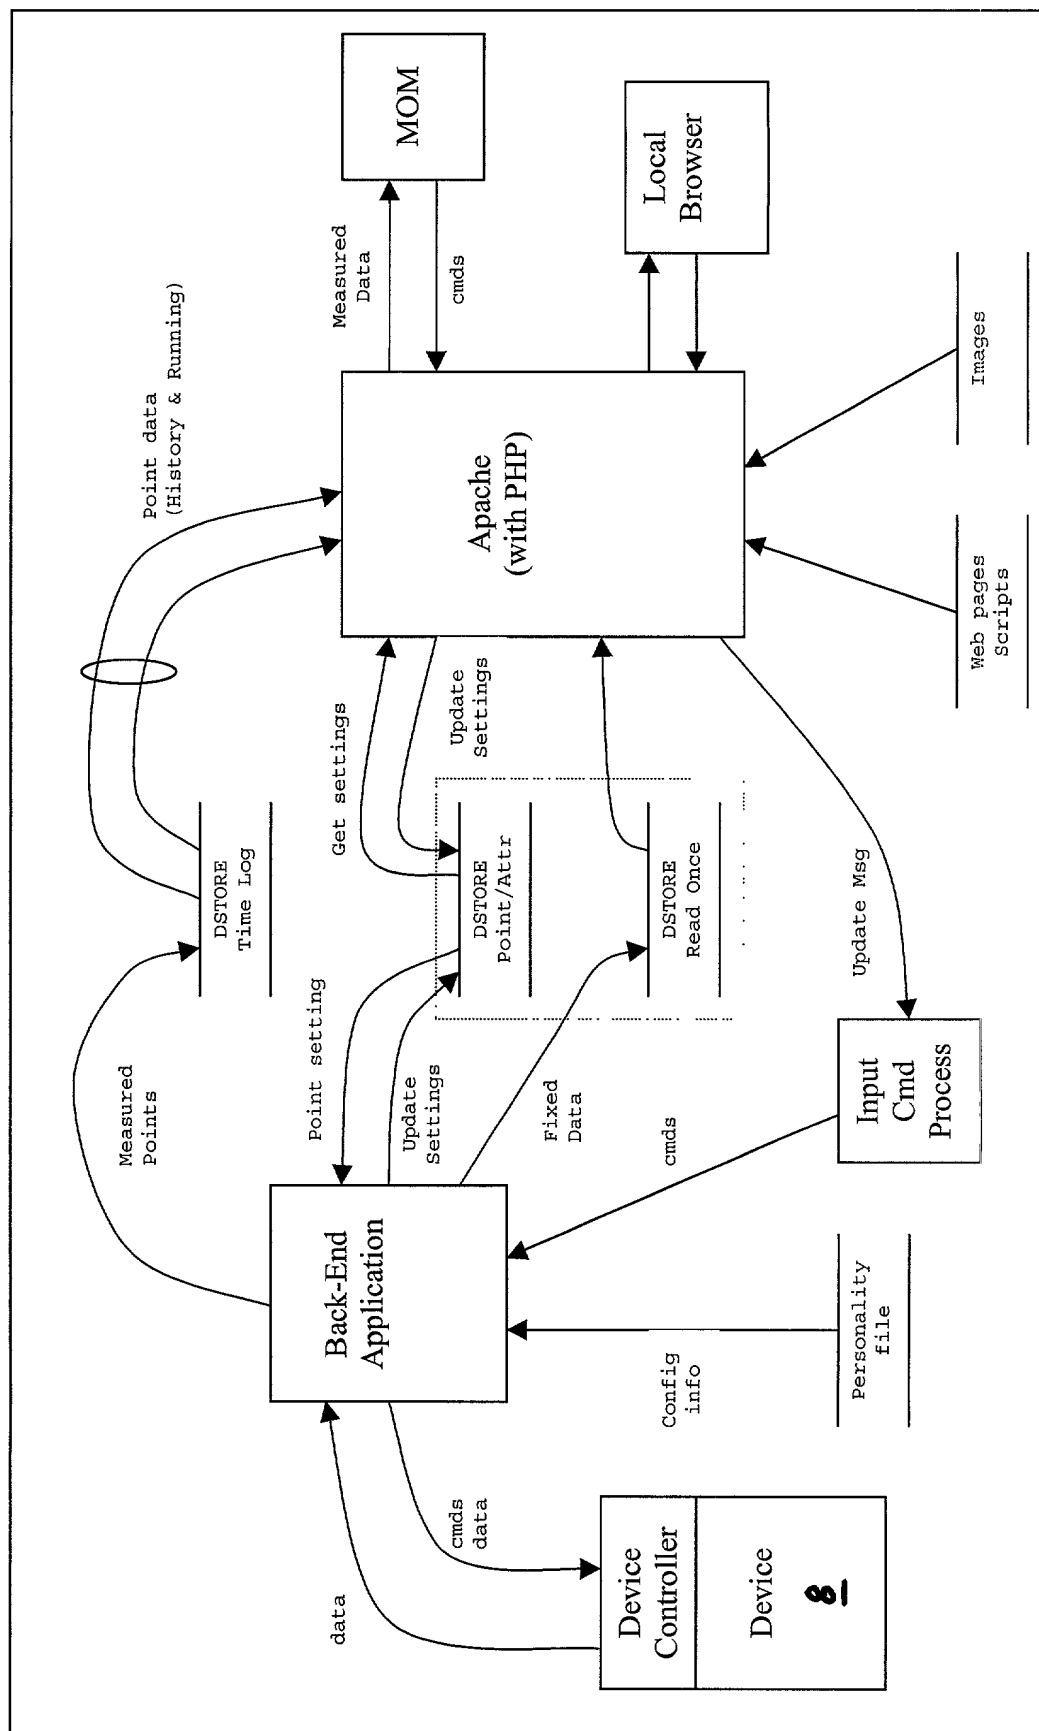 MOM
Measured
Data
cmds
Local
Browser
Point data
(History & Running)
Apache
(with PHP)
Images
Web pages
Scripts
Get settings
Update
Settings
DSTORE
Time Log
DSTORE
Point/Attr
DSTORE
Read Once
Update Msg
Measured
Points
Point setting
Update
Settings
Fixed
Data
cmds
Input
Cmd
Process
Back-End
Application
Config
info
Personality
file
data
cmds
data
Device
Controller
Device
8